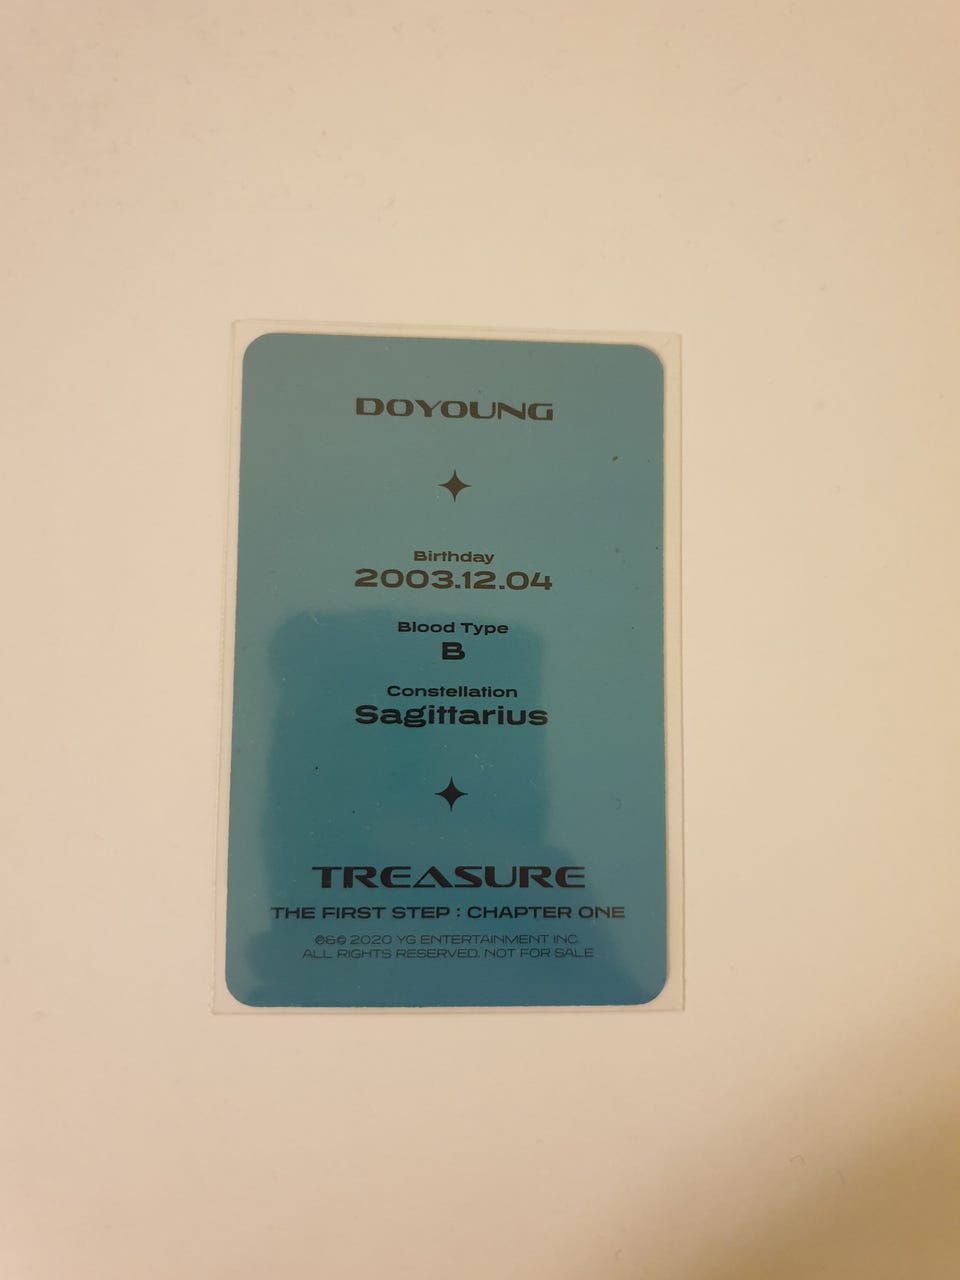 DOYOUNG
Birthday
2003.12.04
Blood Type
B
Constellation
Sagittarius
TREASURE
THE FIRST STEP : CHAPTER ONE
℗&© 2020 YG ENTERTAINMENT INC.
ALL RIGHTS RESERVED. NOT FOR SALE